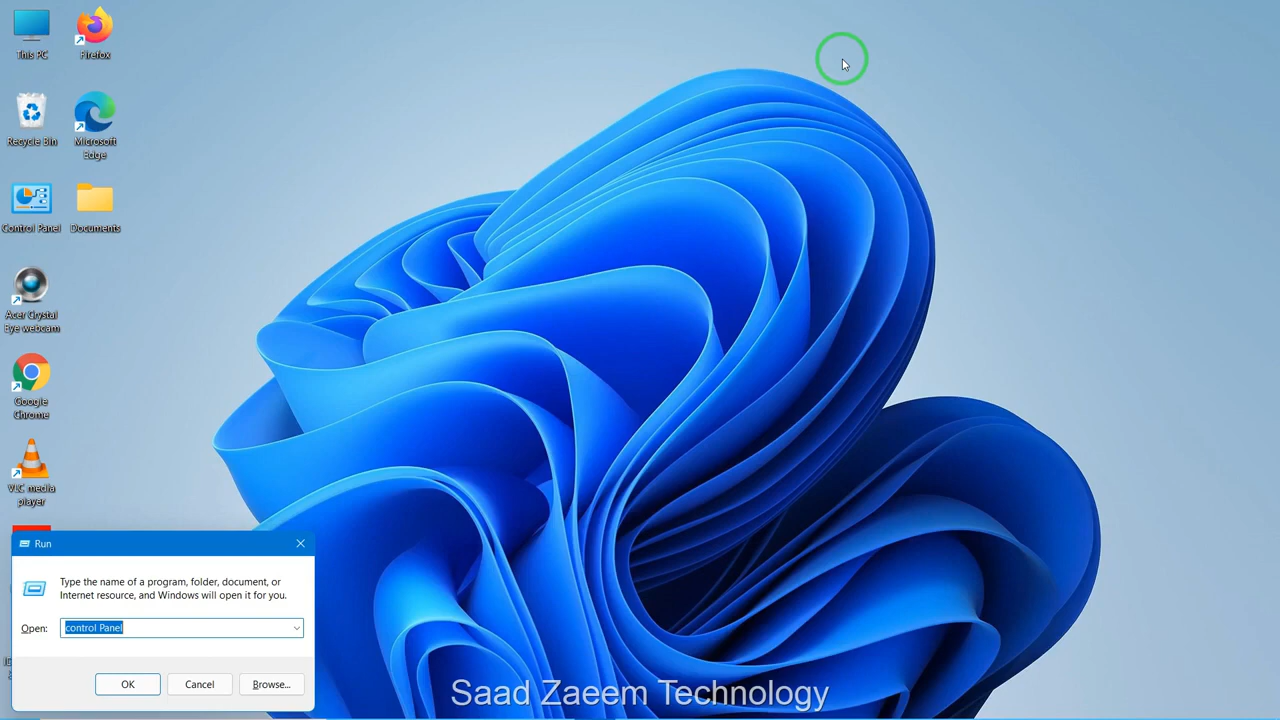 This PC
Firefox
Recycle Bin
Microsoft
Edge
Control Panel
Documents
Acer Crystal
Eye webcam
Google
Chrome
VLC media
player
Run
Type the name of a program, folder, document, or
Internet resource, and Windows will open it for you.
Open:
control Panel
OK
Cancel
Browse...
Saad Zaeem Technology